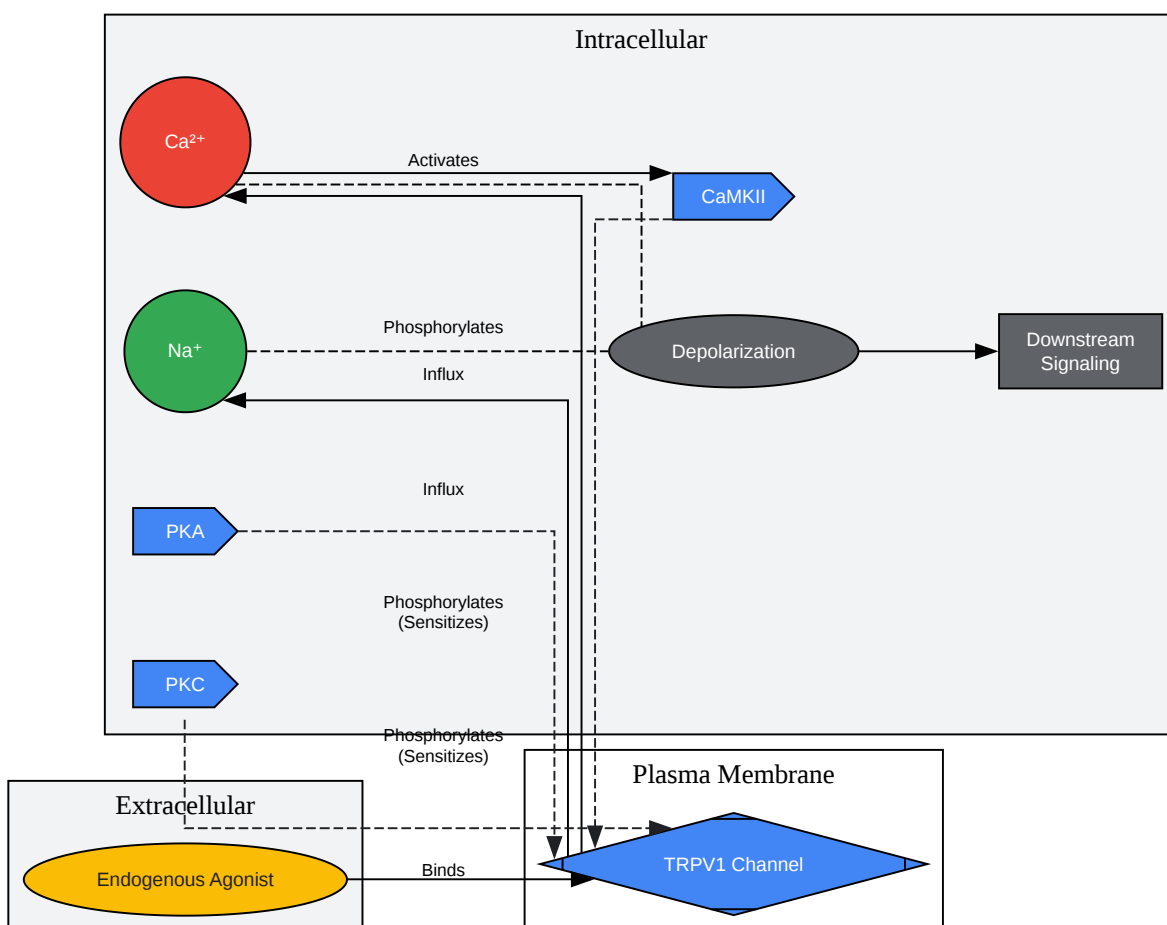 Intracellular
Ca²⁺
Activates
CaMKII
Na⁺
Phosphorylates
Depolarization
Downstream
Signaling
Influx
Influx
PKA
Phosphorylates
(Sensitizes)
PKC
Phosphorylates
(Sensitizes)
Plasma Membrane
Extracellular
TRPV1 Channel
Endogenous Agonist
Binds